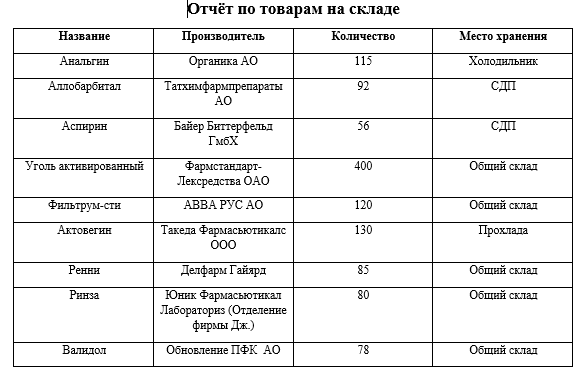 Отчёт по товарам на складе
Название Производитель Количество Место хранения
Анальгин Органика АО 115 Холодильник
Аллобарбитал Татхимфармпрепараты АО 92 СДП
Аспирин Байер Биттерфельд ГмбХ 56 СДП
Уголь активированный Фармстандарт-Лексредства ОАО 400 Общий склад
Фильтрум-сти АВВА РУС АО 120 Общий склад
Актовегин Такеда Фармасьютикалс ООО 130 Прохлада
Ренни Делфарм Гайярд 85 Общий склад
Ринза Юник Фармасьютикал Лабораториз (Отделение фирмы Дж.) 80 Общий склад
Валидол Обновление ПФК АО 78 Общий склад